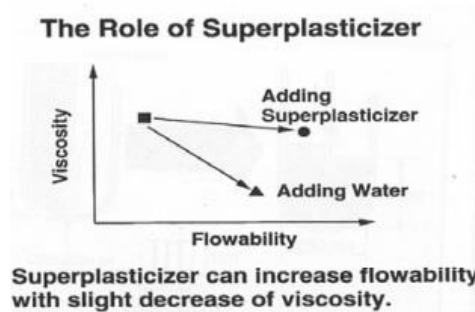 The Role of Superplasticizer
Viscosity
Adding
Superplasticizer
Adding Water
Flowability
Superplasticizer can increase flowability
with slight decrease of viscosity.